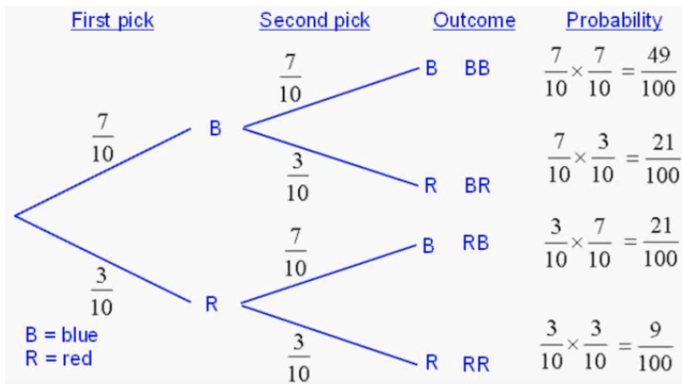 First pick Second pick Outcome Probability
7/10 B BB 7/10 × 7/10 = 49/100
7/10 B
3/10 R BR 7/10 × 3/10 = 21/100
7/10 B RB 3/10 × 7/10 = 21/100
3/10 R
B = blue
R = red
3/10 R RR 3/10 × 3/10 = 9/100